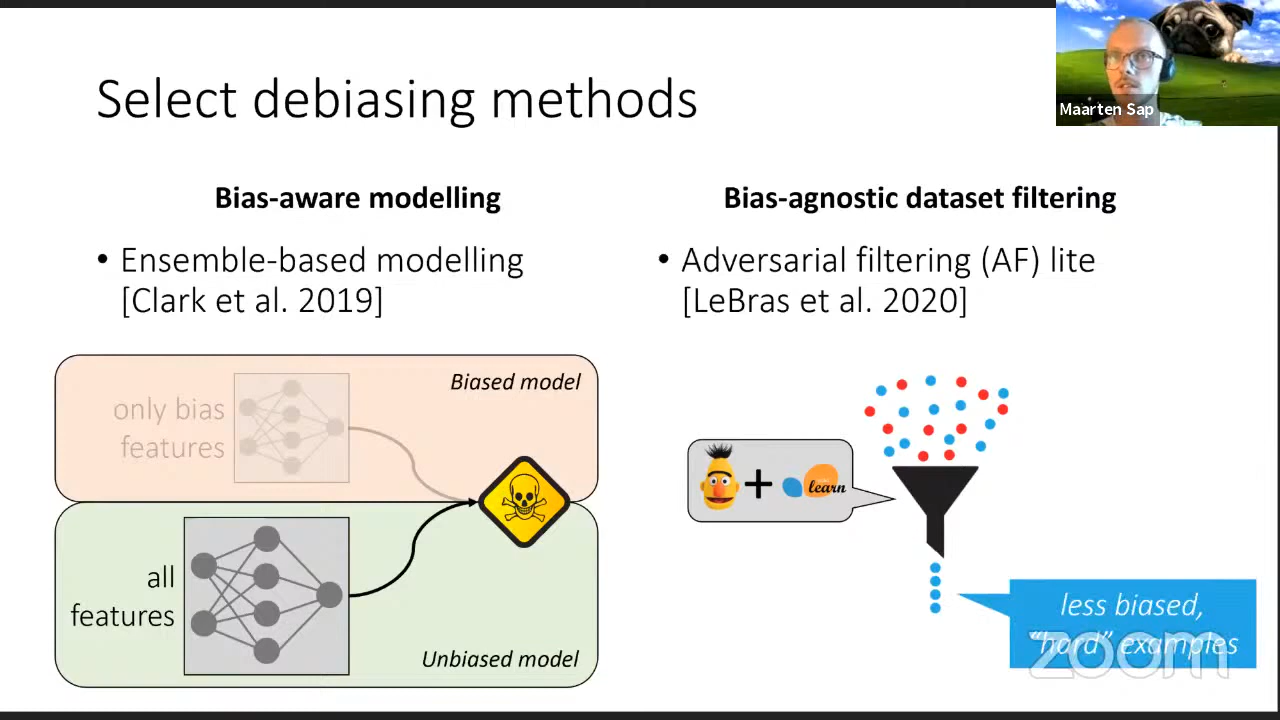 Select debiasing methods
Maarten Sap
Bias-aware modelling
• Ensemble-based modelling
[Clark et al. 2019]
Biased model
only bias
features
all
features
Unbiased model
Bias-agnostic dataset filtering
• Adversarial filtering (AF) lite
[LeBras et al. 2020]
+
learn
less biased,
“hard” examples
zoom